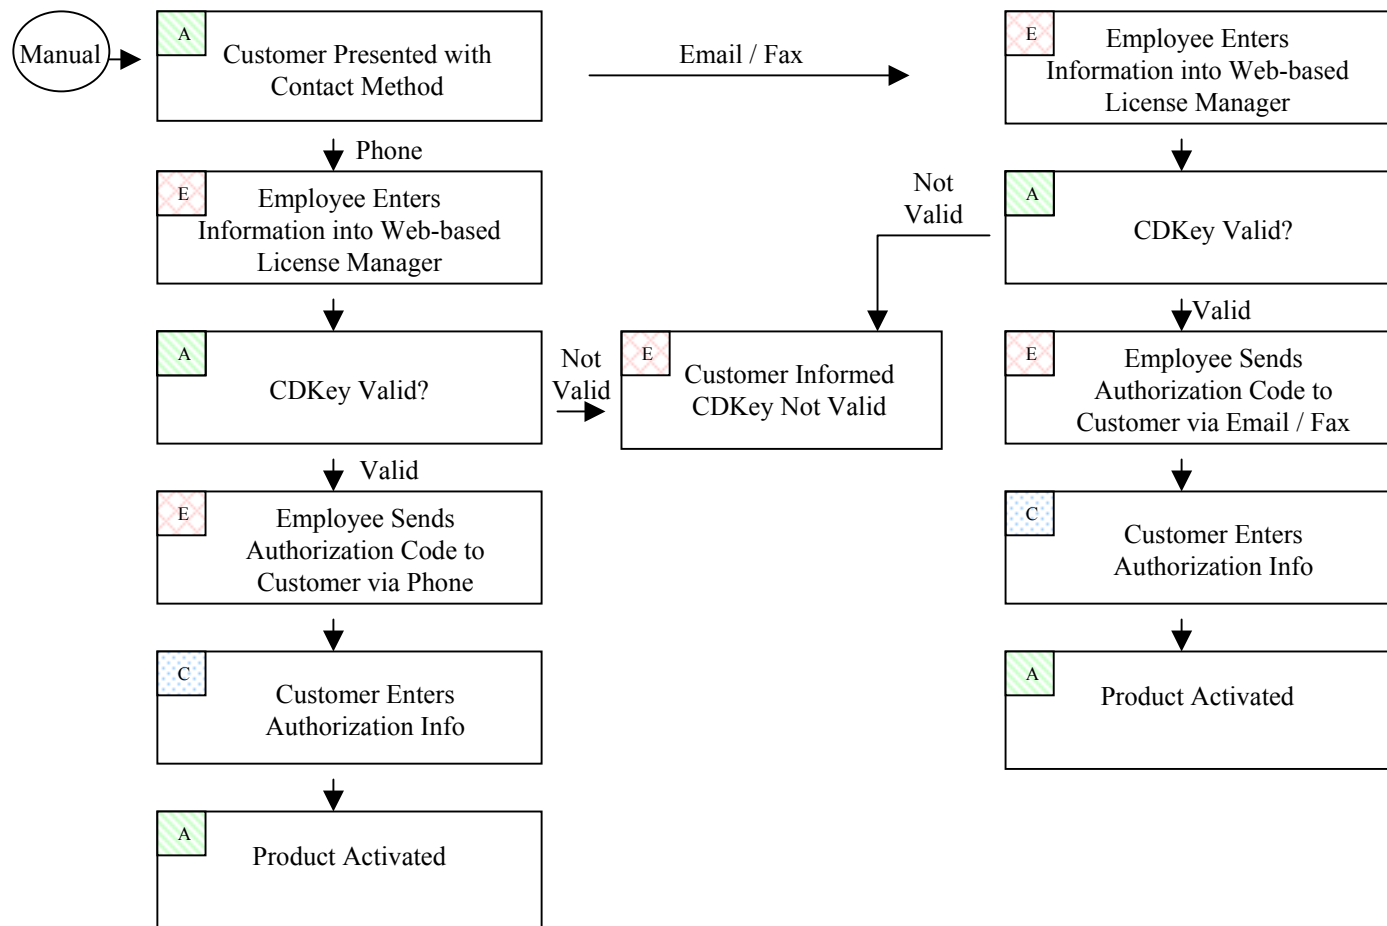 Manual
A
Customer Presented with
Contact Method
Email / Fax
E
Employee Enters
Information into Web-based
License Manager
Phone
E
Employee Enters
Information into Web-based
License Manager
Not
Valid
A
CDKey Valid?
A
CDKey Valid?
Not
Valid
E
Customer Informed
CDKey Not Valid
Valid
E
Employee Sends
Authorization Code to
Customer via Email / Fax
Valid
E
Employee Sends
Authorization Code to
Customer via Phone
C
Customer Enters
Authorization Info
C
Customer Enters
Authorization Info
A
Product Activated
A
Product Activated